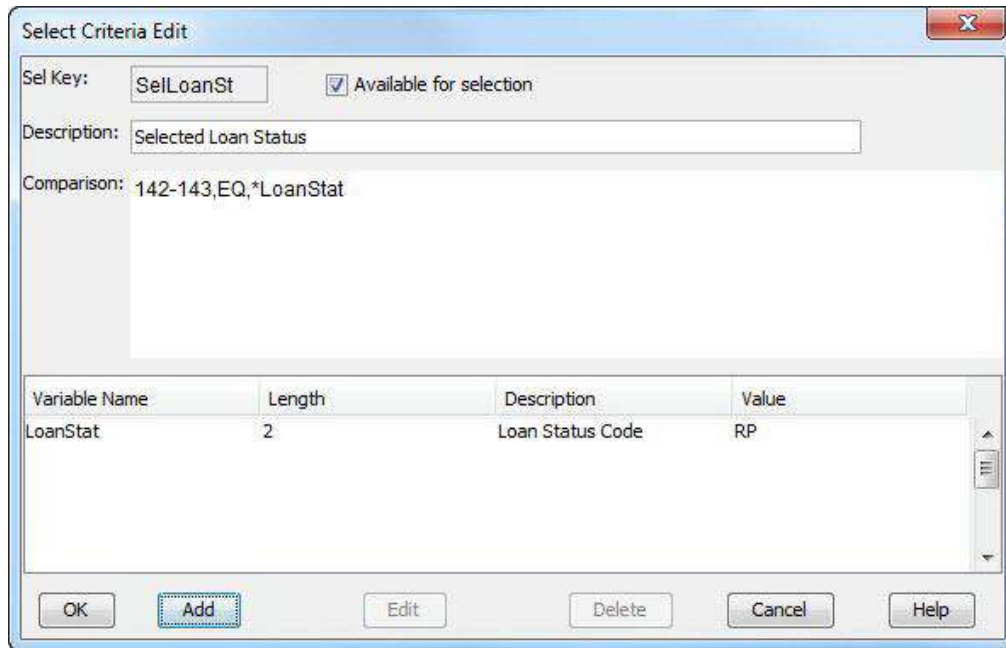 Select Criteria Edit
Sel Key: SelLoanSt Available for selection
Description: Selected Loan Status
Comparison: 142-143,EQ,*LoanStat
Variable Name Length Description Value
LoanStat 2 Loan Status Code RP
OK Add Edit Delete Cancel Help